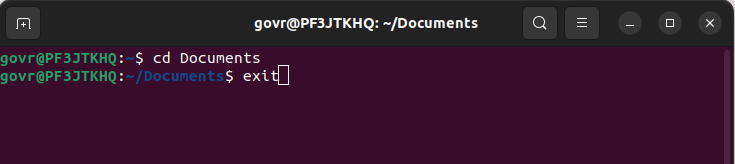 govr@PF3JTKHQ: ~/Documents
govr@PF3JTKHQ:~$ cd Documents
govr@PF3JTKHQ:~/Documents$ exit